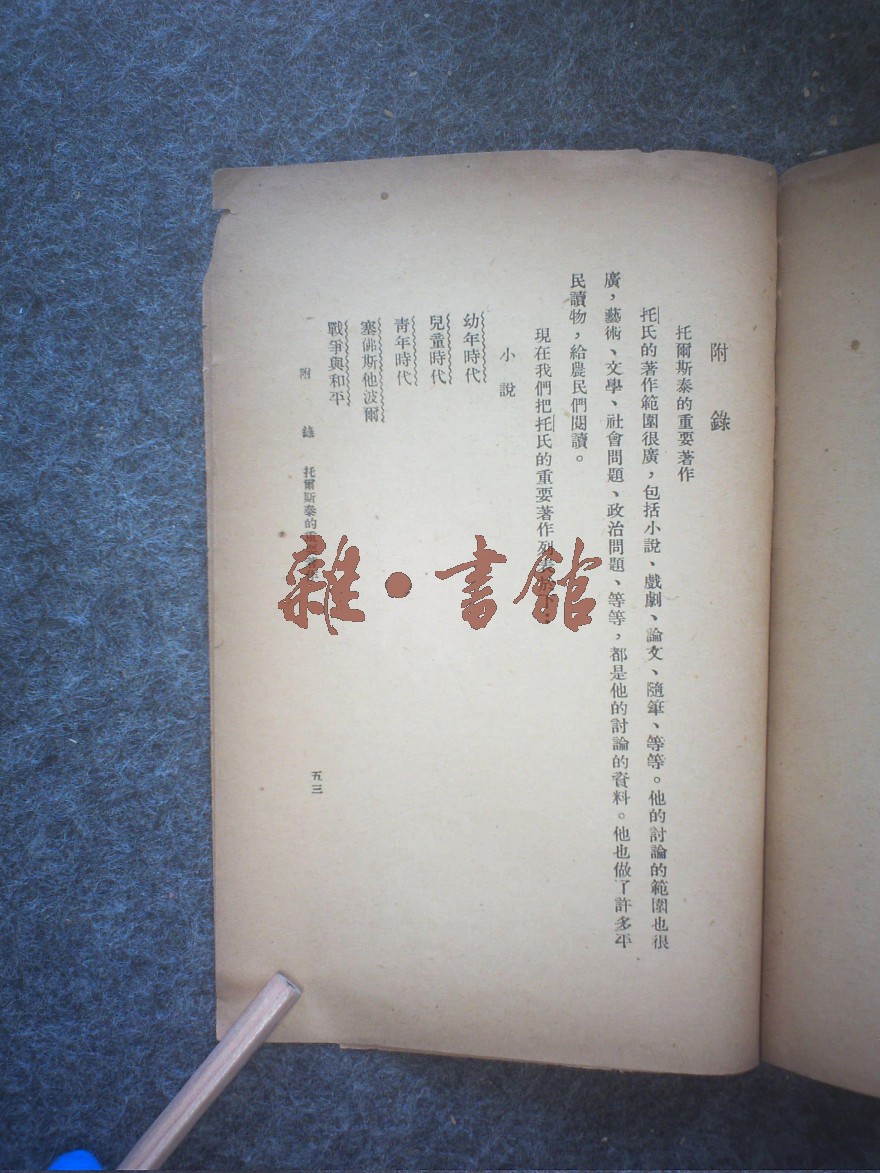 附錄
托爾斯泰的重要著作
托氏的著作範圍很廣，包括小說、戲劇、論文、隨筆、等等。他的討論的範圍也很
廣，藝術、文學、社會問題、政治問題、等等，都是他的討論的資料。他也做了許多平
民讀物，給農民們閱讀。
現在我們把托氏的重要著作列
小說
幼年時代
兒童時代
青年時代
塞佛斯他波爾
戰爭與和平
附錄 托爾斯泰的
五三
雜·書館